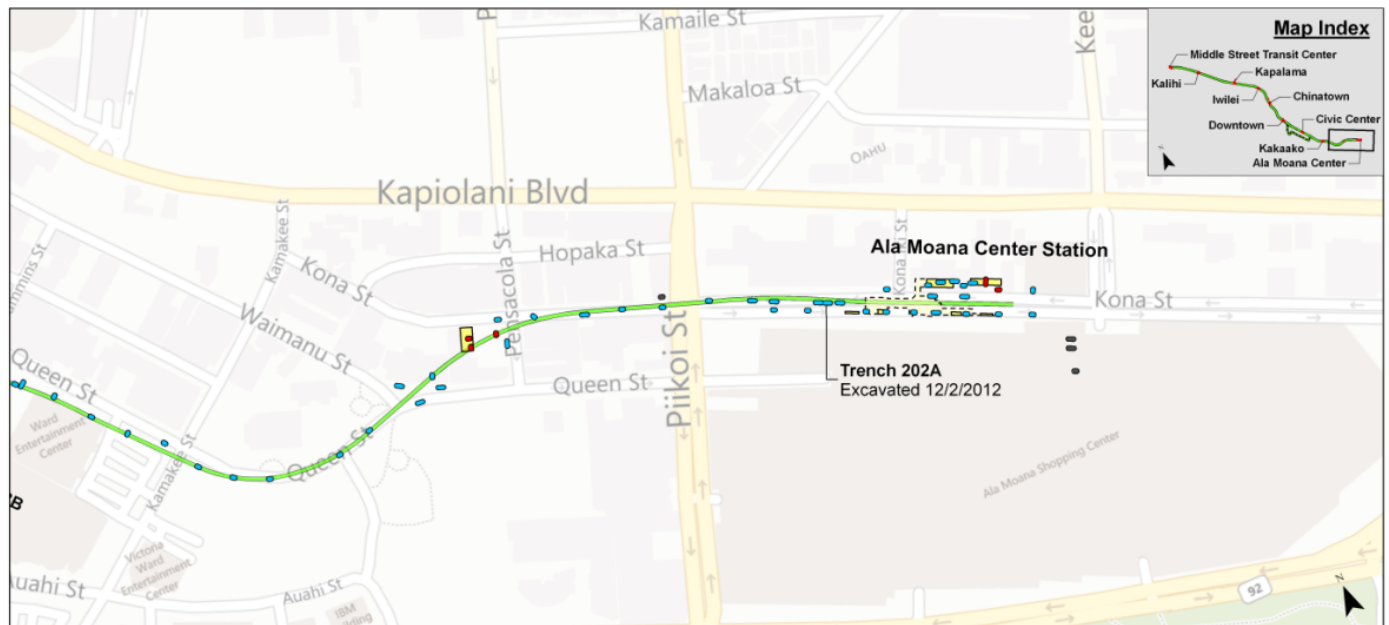 Kamaile St
Kee
Map Index
Middle Street Transit Center
Kapalama
Kalihi
Iwilei
Chinatown
Downtown
Civic Center
Kakaako
Ala Moana Center
N
Makaloa St
OAHU
Kapiolani Blvd
Kamakee St
Hopaka St
Pensacola St
Ala Moana Center Station
Kona St
Kona St
Waimanu St
Piikoi St
Queen St
Queen St
Trench 202A
Excavated 12/2/2012
Ward
Entertainment
Center
Queen St
Kamakee St
Ala Moana Shopping Center
Victoria
Ward
Entertainment
Center
Auahi St
Auahi St
IBM
92
N